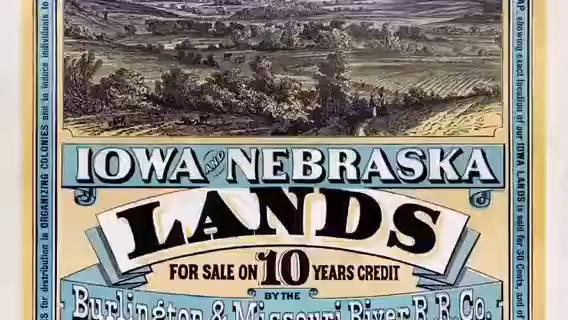 IOWA AND NEBRASKA
LANDS
FOR SALE ON 10 YEARS CREDIT
BY THE
Burlington & Missouri River R.R.Co.
for distribution in ORGANIZING COLONIES and to induce individuals to
MAP showing exact location of our IOWA LANDS is sold for 30 Cents, and of